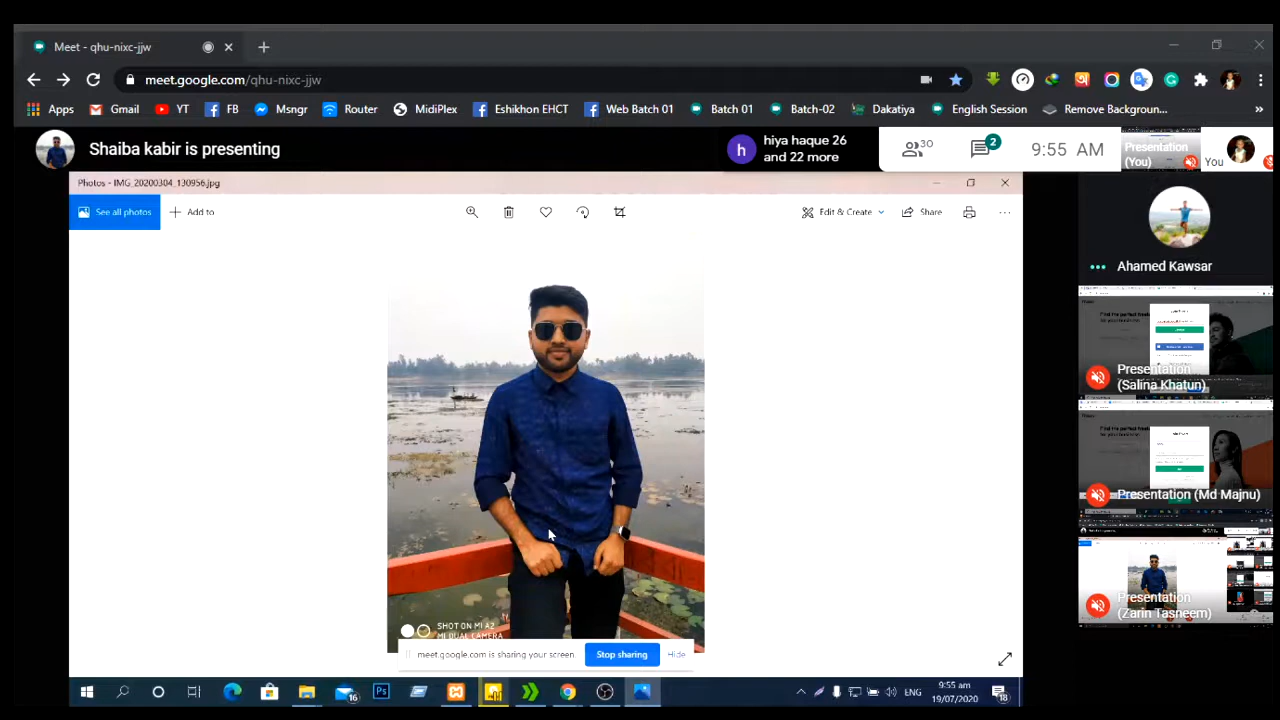 Meet - qhu-nixc-jjw
meet.google.com/qhu-nixc-jjw
Apps Gmail YT FB Msngr Router MidiPlex Eshikhon EHCT Web Batch 01 Batch 01 Batch-02 Dakatiya English Session Remove Backgroun... »
Shaiba kabir is presenting
h
hiya haque 26
and 22 more
30
2
9:55 AM
Presentation
(You)
You
Photos - IMG_20200304_130956.jpg
See all photos
Add to
Edit & Create
Share
Ahamed Kawsar
Presentation
(Salina Khatun)
Presentation (Md Majnu)
Presentation
(Zarin Tasneem)
SHOT ON MI A2
MI DUAL CAMERA
meet.google.com is sharing your screen.
Stop sharing
Hide
16
Ps
ENG
9:55 am
19/07/2020
18